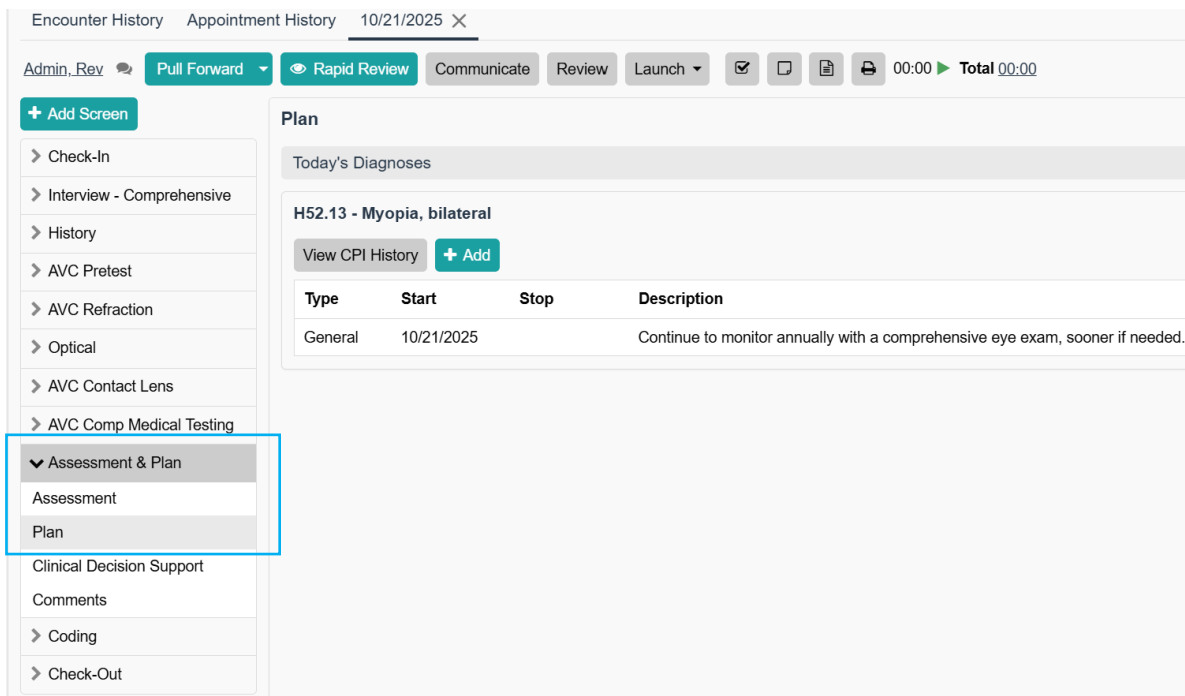 Encounter History Appointment History 10/21/2025
Admin, Rev Pull Forward Rapid Review Communicate Review Launch 00:00 Total 00:00
Add Screen
Check-In
Interview - Comprehensive
History
AVC Pretest
AVC Refraction
Optical
AVC Contact Lens
AVC Comp Medical Testing
Assessment & Plan
Assessment
Plan
Clinical Decision Support
Comments
Coding
Check-Out
Plan
Today's Diagnoses
H52.13 - Myopia, bilateral
View CPI History Add
Type Start Stop Description
General 10/21/2025 Continue to monitor annually with a comprehensive eye exam, sooner if needed.